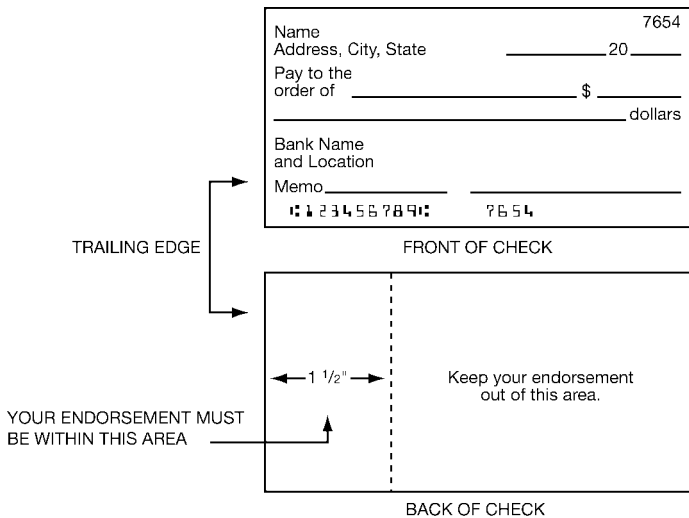 7654
Name
Address, City, State 20
Pay to the
order of $
dollars
Bank Name
and Location
Memo
⑆123456789⑆ 7654
TRAILING EDGE
FRONT OF CHECK
1 1/2"
Keep your endorsement
out of this area.
YOUR ENDORSEMENT MUST
BE WITHIN THIS AREA
BACK OF CHECK